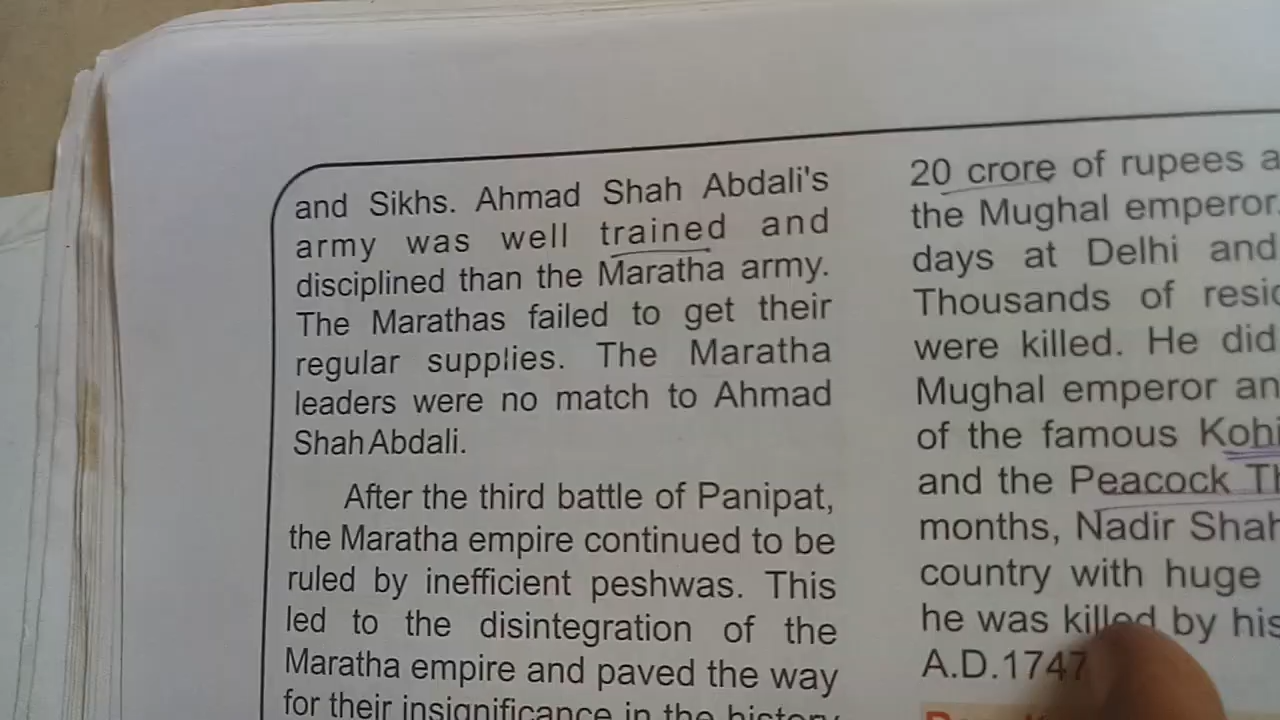 and Sikhs. Ahmad Shah Abdali's
army was well trained and
disciplined than the Maratha army.
The Marathas failed to get their
regular supplies. The Maratha
leaders were no match to Ahmad
Shah Abdali.
After the third battle of Panipat,
the Maratha empire continued to be
ruled by inefficient peshwas. This
led to the disintegration of the
Maratha empire and paved the way
for their insignificance in the history
20 crore of rupees
the Mughal emperor.
days at Delhi and
Thousands of
were killed. He did
Mughal emperor
of the famous
and the Peacock
months, Nadir Shah
country with huge
he was killed by his
A.D.1747